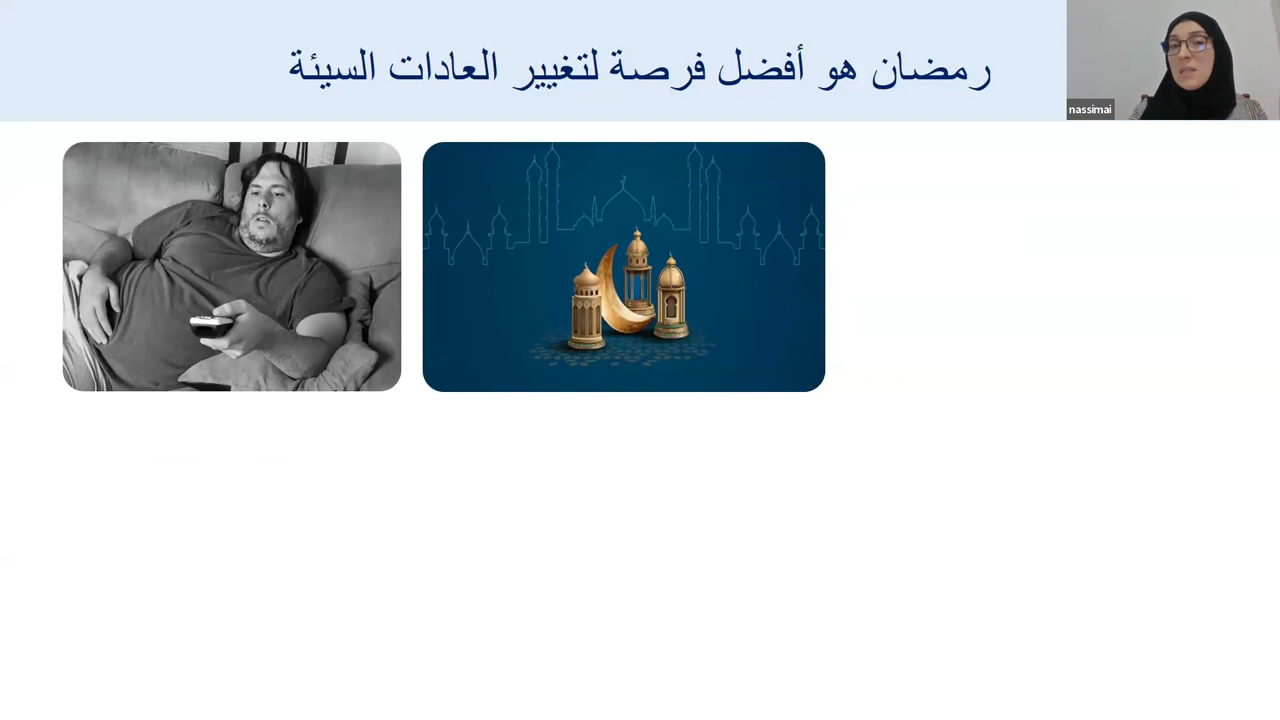 رمضان هو أفضل فرصة لتغيير العادات السيئة
nassimai